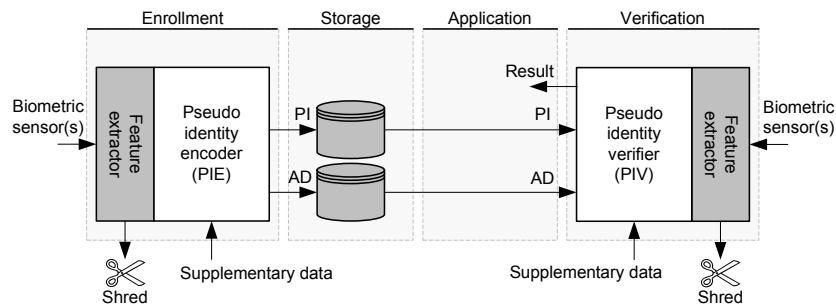 Enrollment
Storage
Application
Verification
Biometric
sensor(s)
Feature
extractor
Pseudo
identity
encoder
(PIE)
PI
AD
Result
PI
AD
Pseudo
identity
verifier
(PIV)
Feature
extractor
Biometric
sensor(s)
Shred
Supplementary data
Supplementary data
Shred